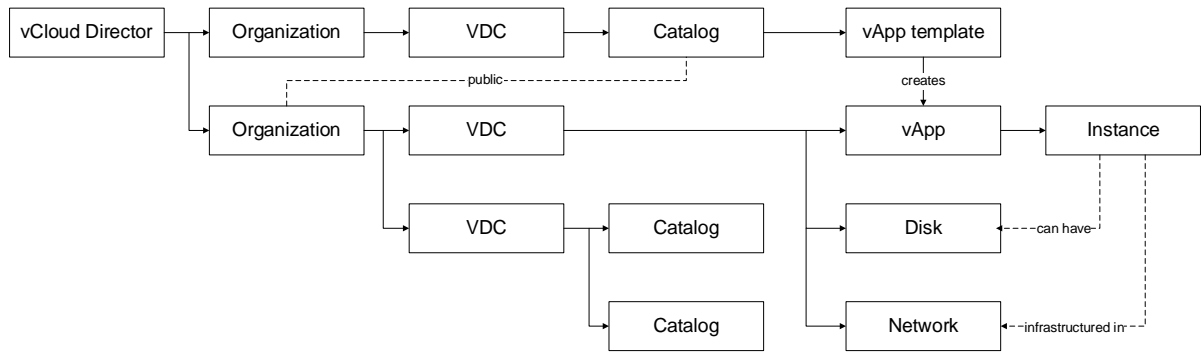 vCloud Director
Organization
VDC
Catalog
vApp template
public
creates
Organization
VDC
vApp
Instance
VDC
Catalog
Disk
can have
Catalog
Network
infrastructured in